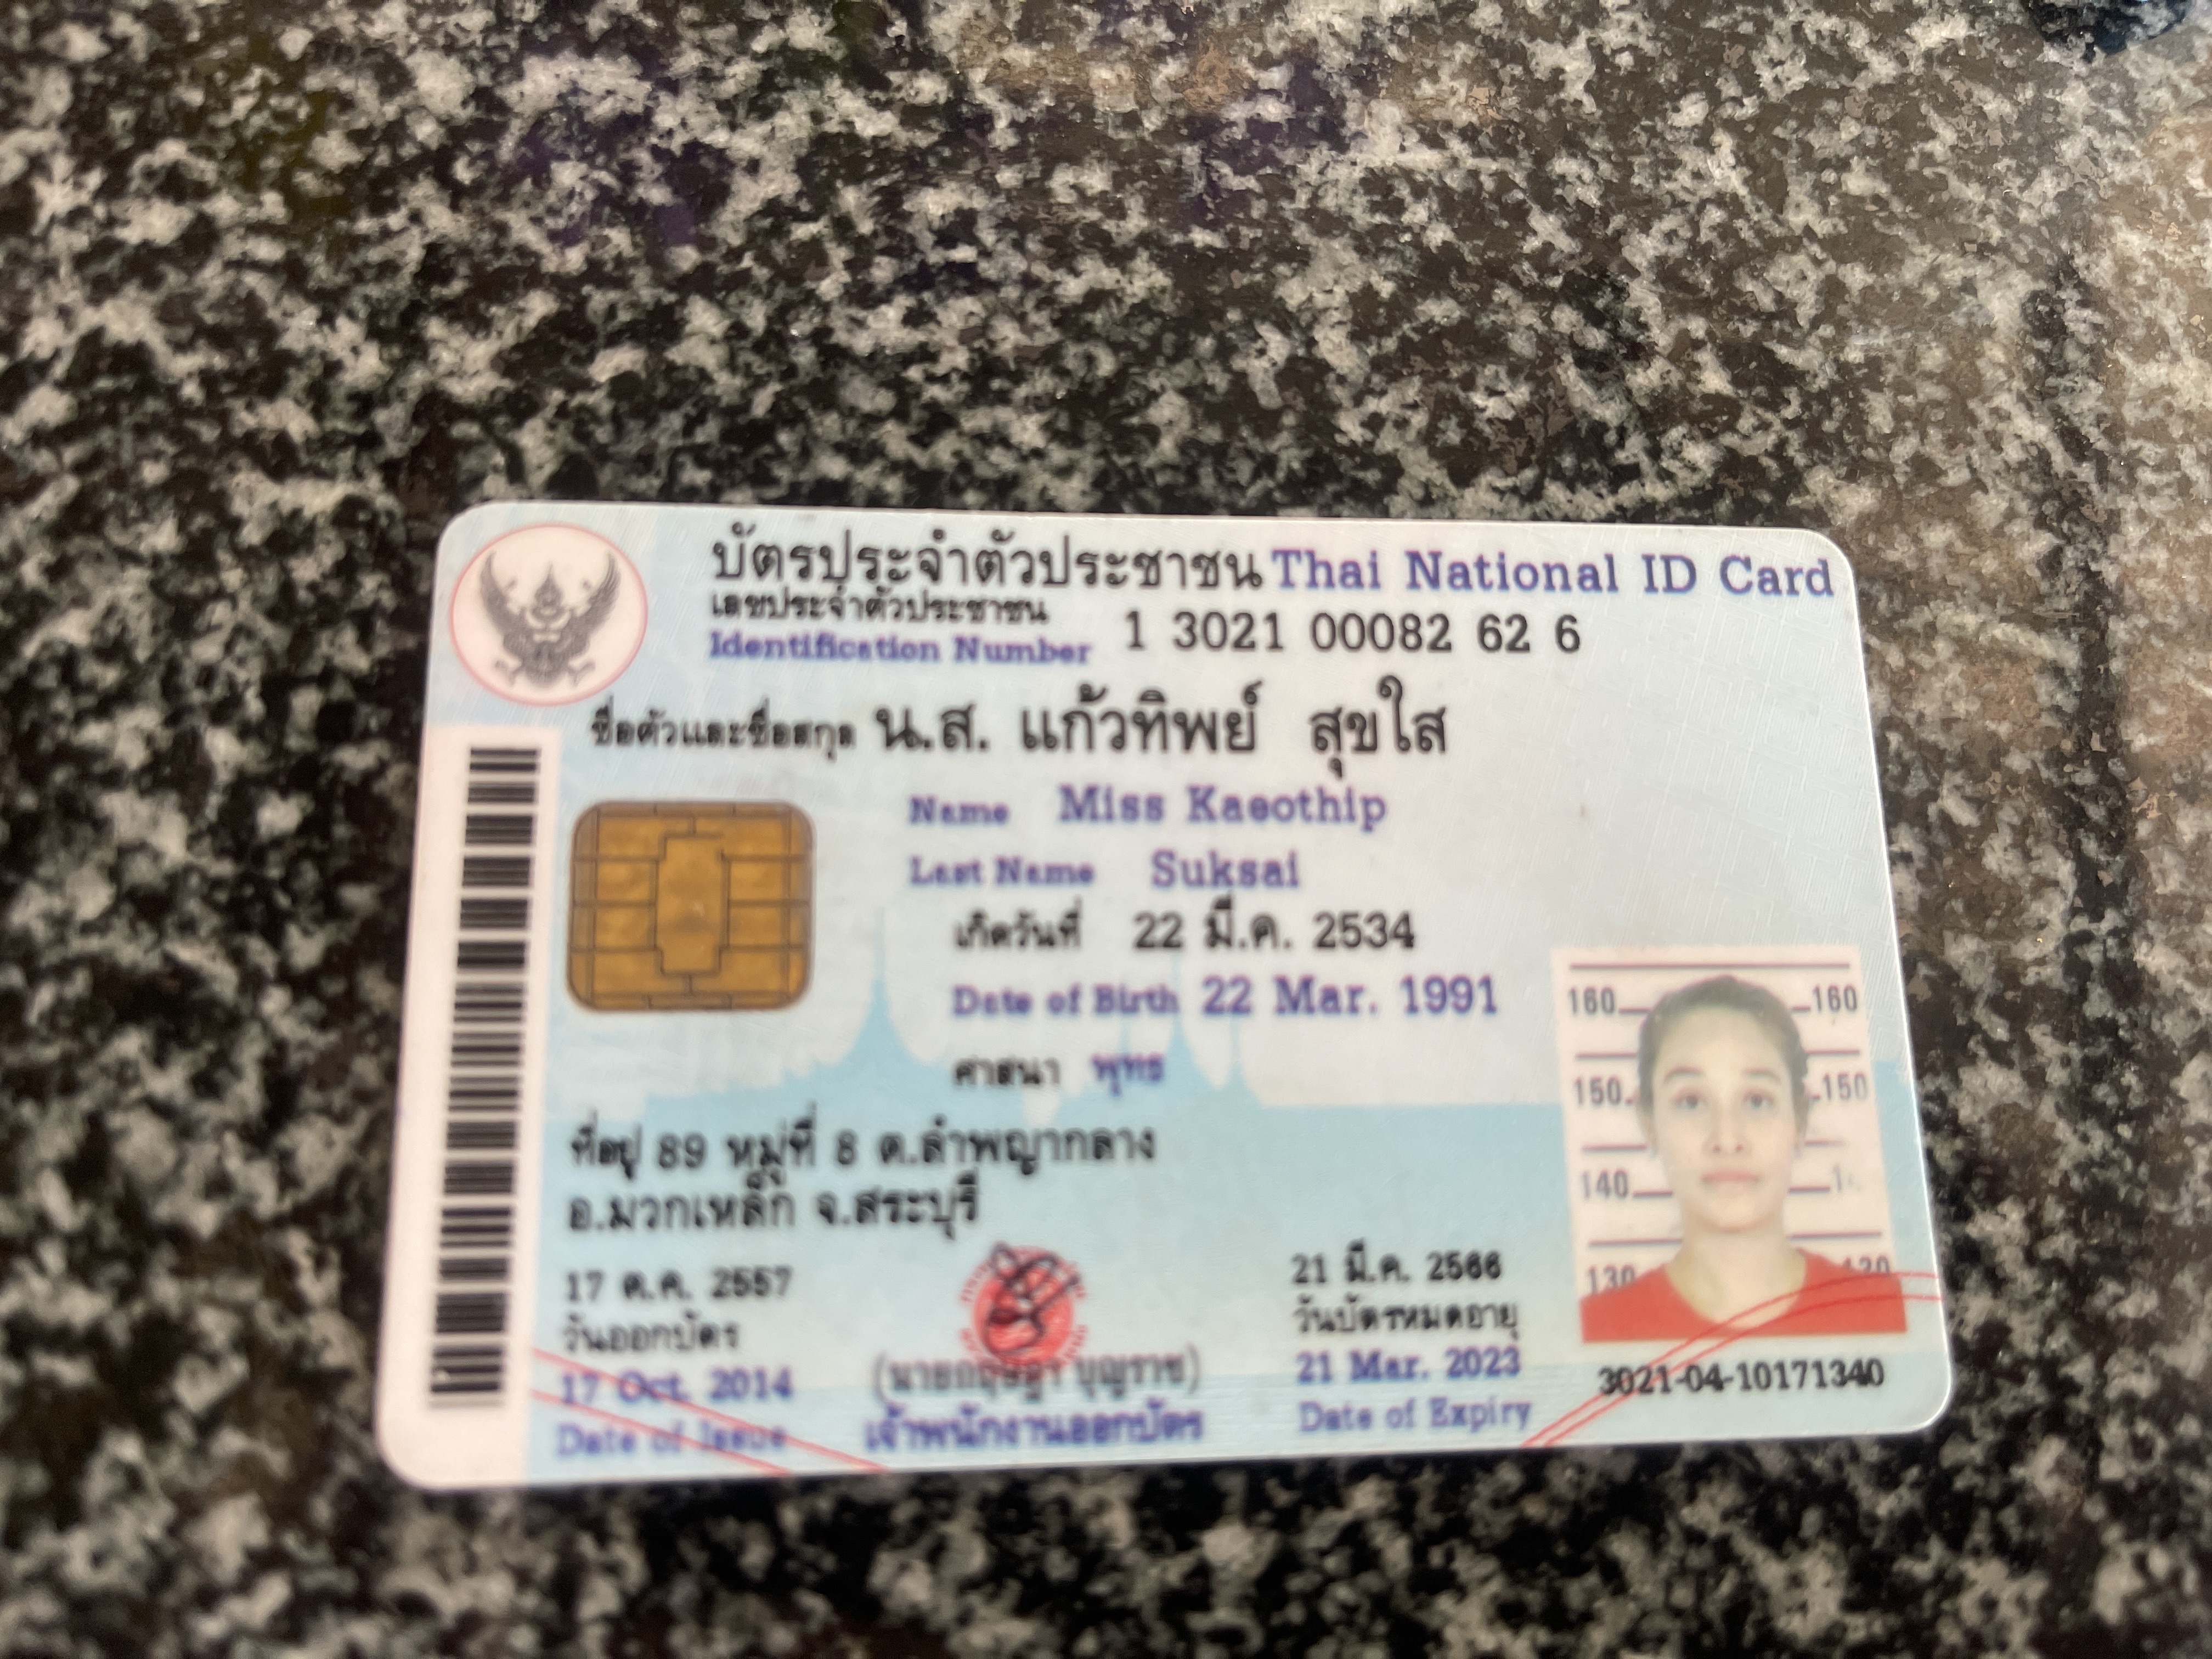 บัตรประจำตัวประชาชน Thai National ID Card
เลขประจำตัวประชาชน
Identification Number
1 3021 00082 62 6
ชื่อตัวและชื่อสกุล น.ส. แก้วทิพย์ สุขใส
Name Miss Kaeothip
Last Name Suksai
เกิดวันที่ 22 มี.ค. 2534
Date of Birth 22 Mar. 1991
ศาสนา พุทธ
ที่อยู่ 89 หมู่ที่ 8 ต.ลำพญากลาง
อ.มวกเหล็ก จ.สระบุรี
17 ต.ค. 2557
วันออกบัตร
17 Oct. 2014
Date of Issue
เจ้าพนักงานออกบัตร
21 มี.ค. 2566
วันบัตรหมดอายุ
21 Mar. 2023
Date of Expiry
160 160
150 150
140
130
3021-04-10171340